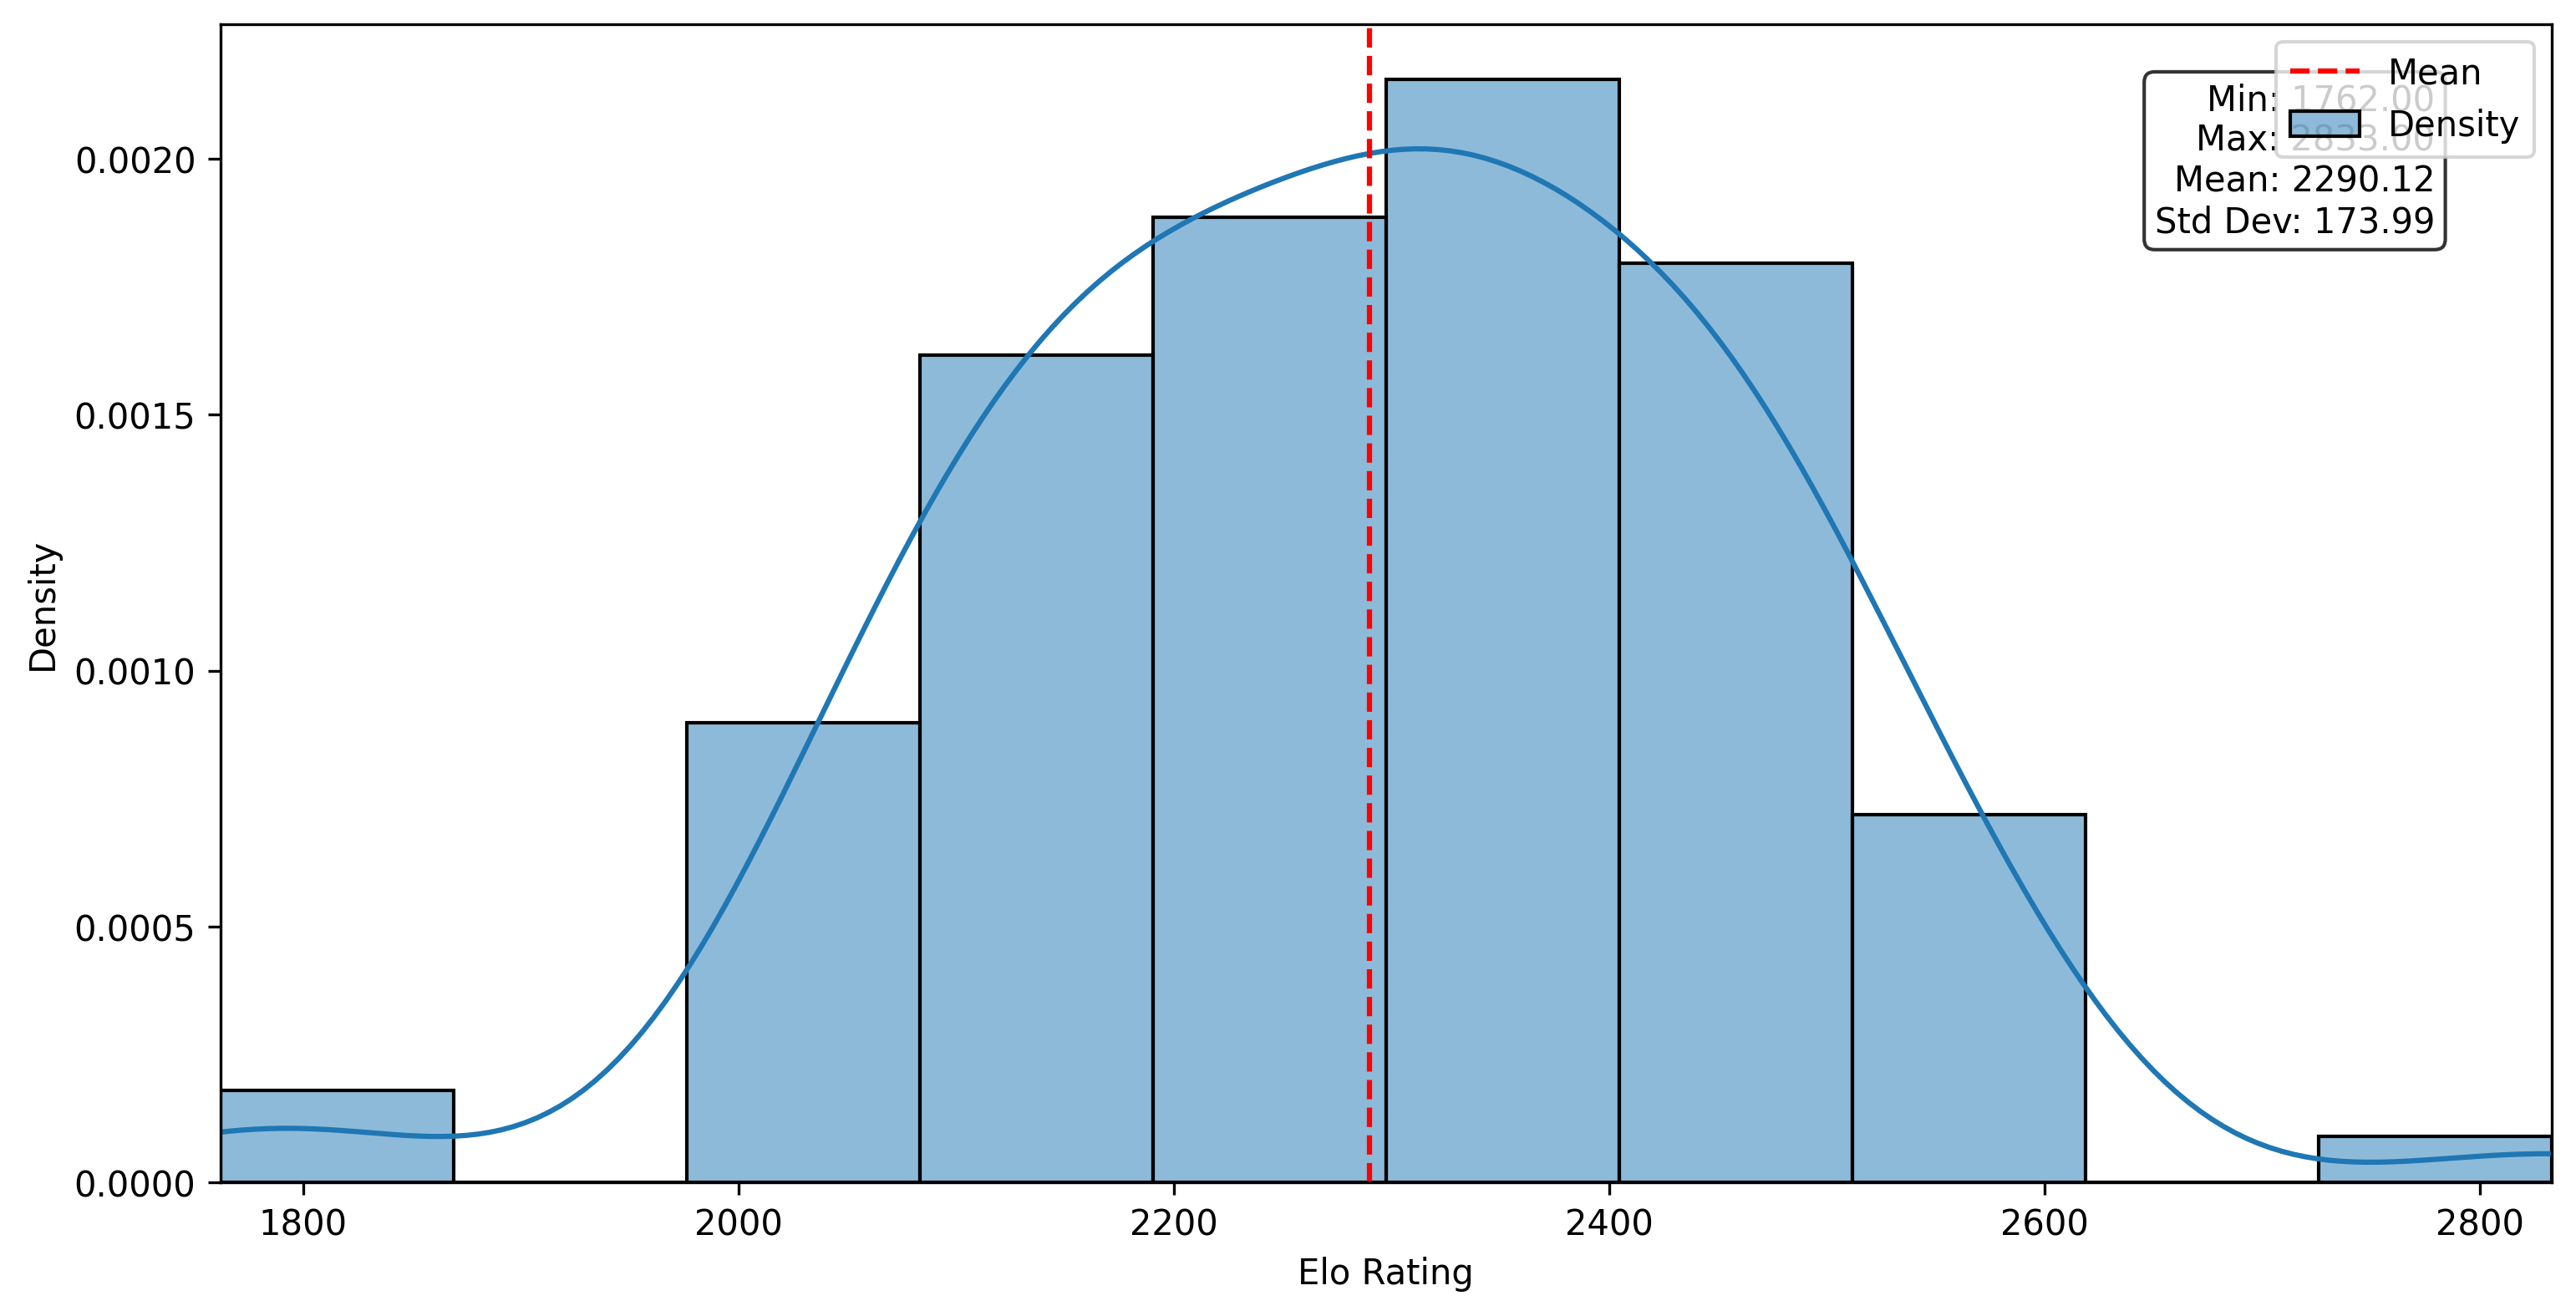 Mean
Density
Min: 1762.00
Max: 2833.00
Mean: 2290.12
Std Dev: 173.99
0.0020
0.0015
0.0010
0.0005
0.0000
Density
1800
2000
2200
2400
2600
2800
Elo Rating